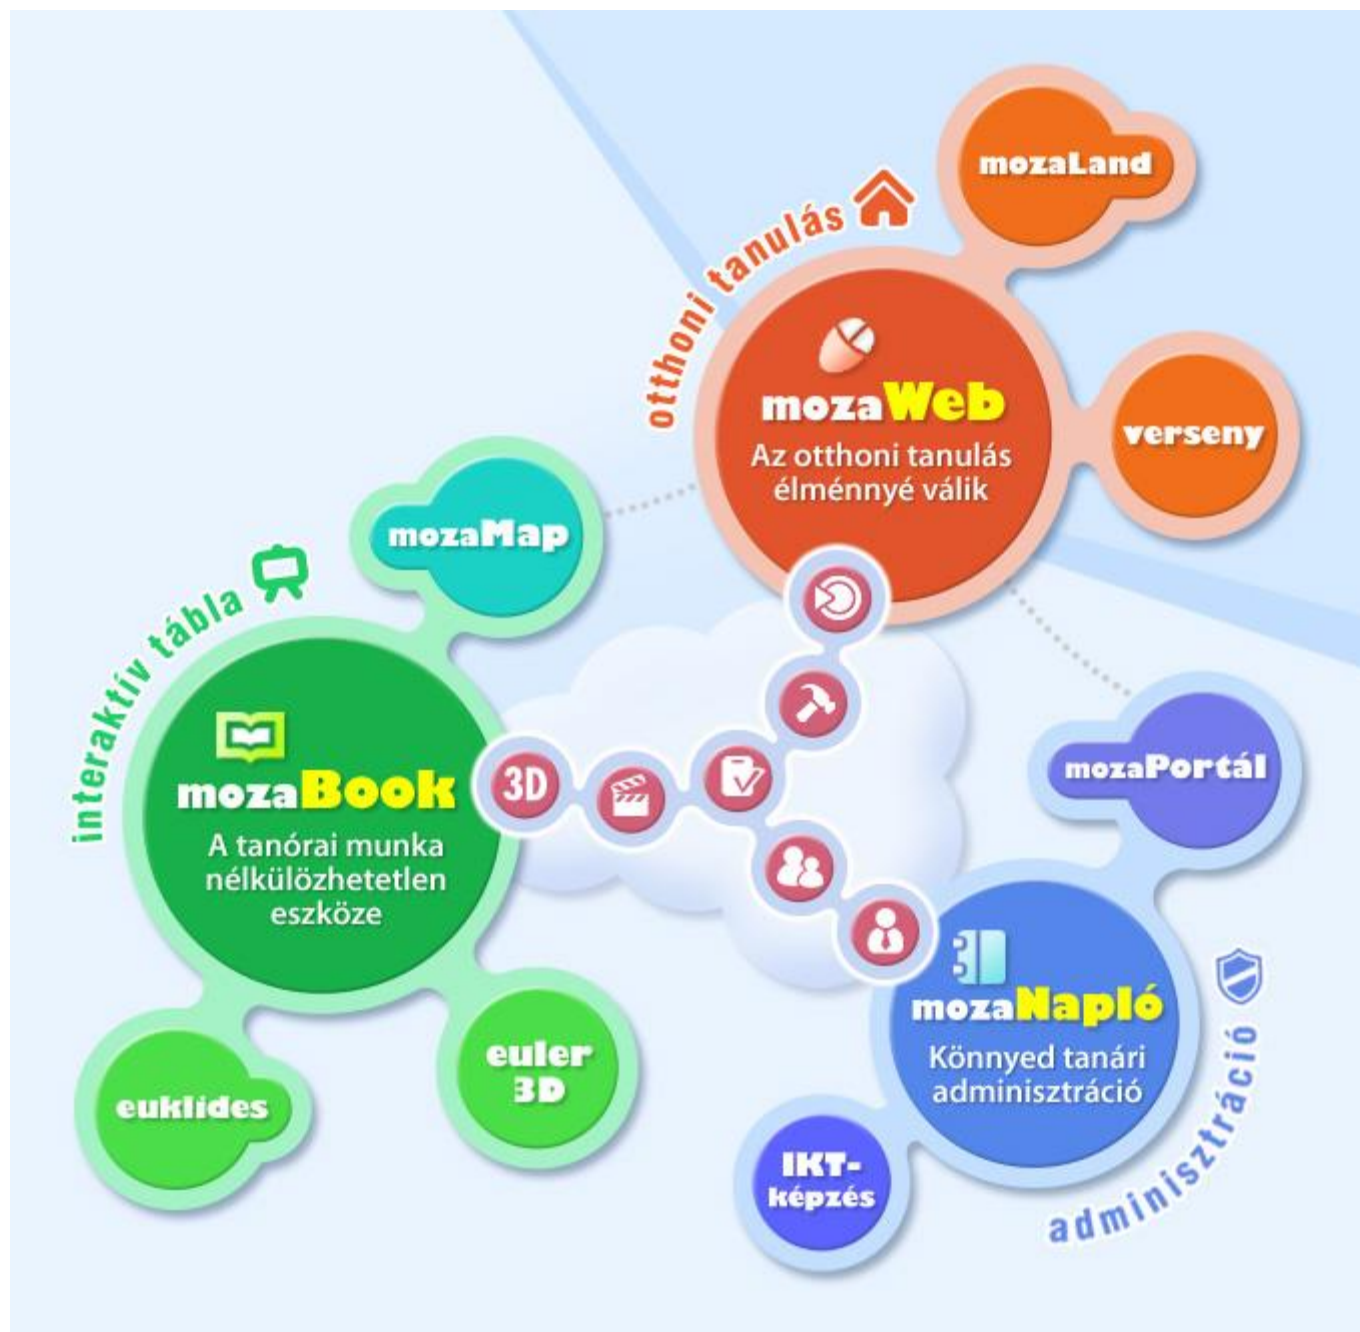 mozaLand
otthoni tanulás
mozaWeb
Az otthoni tanulás
élménnyé válik
verseny
mozaMap
interaktív tábla
mozaBook
A tanórai munka
nélkülözhetetlen
eszköze
3D
mozaPortál
euklides
euler
3D
mozaNapló
Könnyed tanári
adminisztráció
adminisztráció
IKT-
képzés